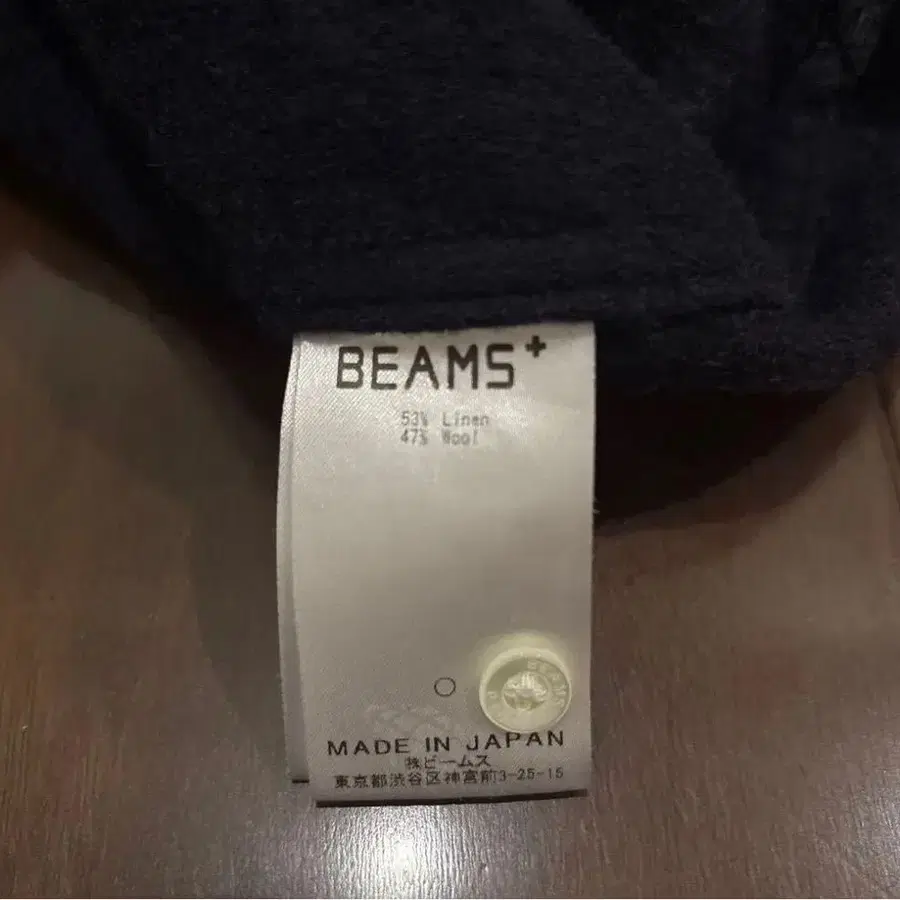 BEAMS+
53% Linen
47% Wool
BEAMS
MADE IN JAPAN
㈱ビームス
東京都渋谷区神宮前3-25-15